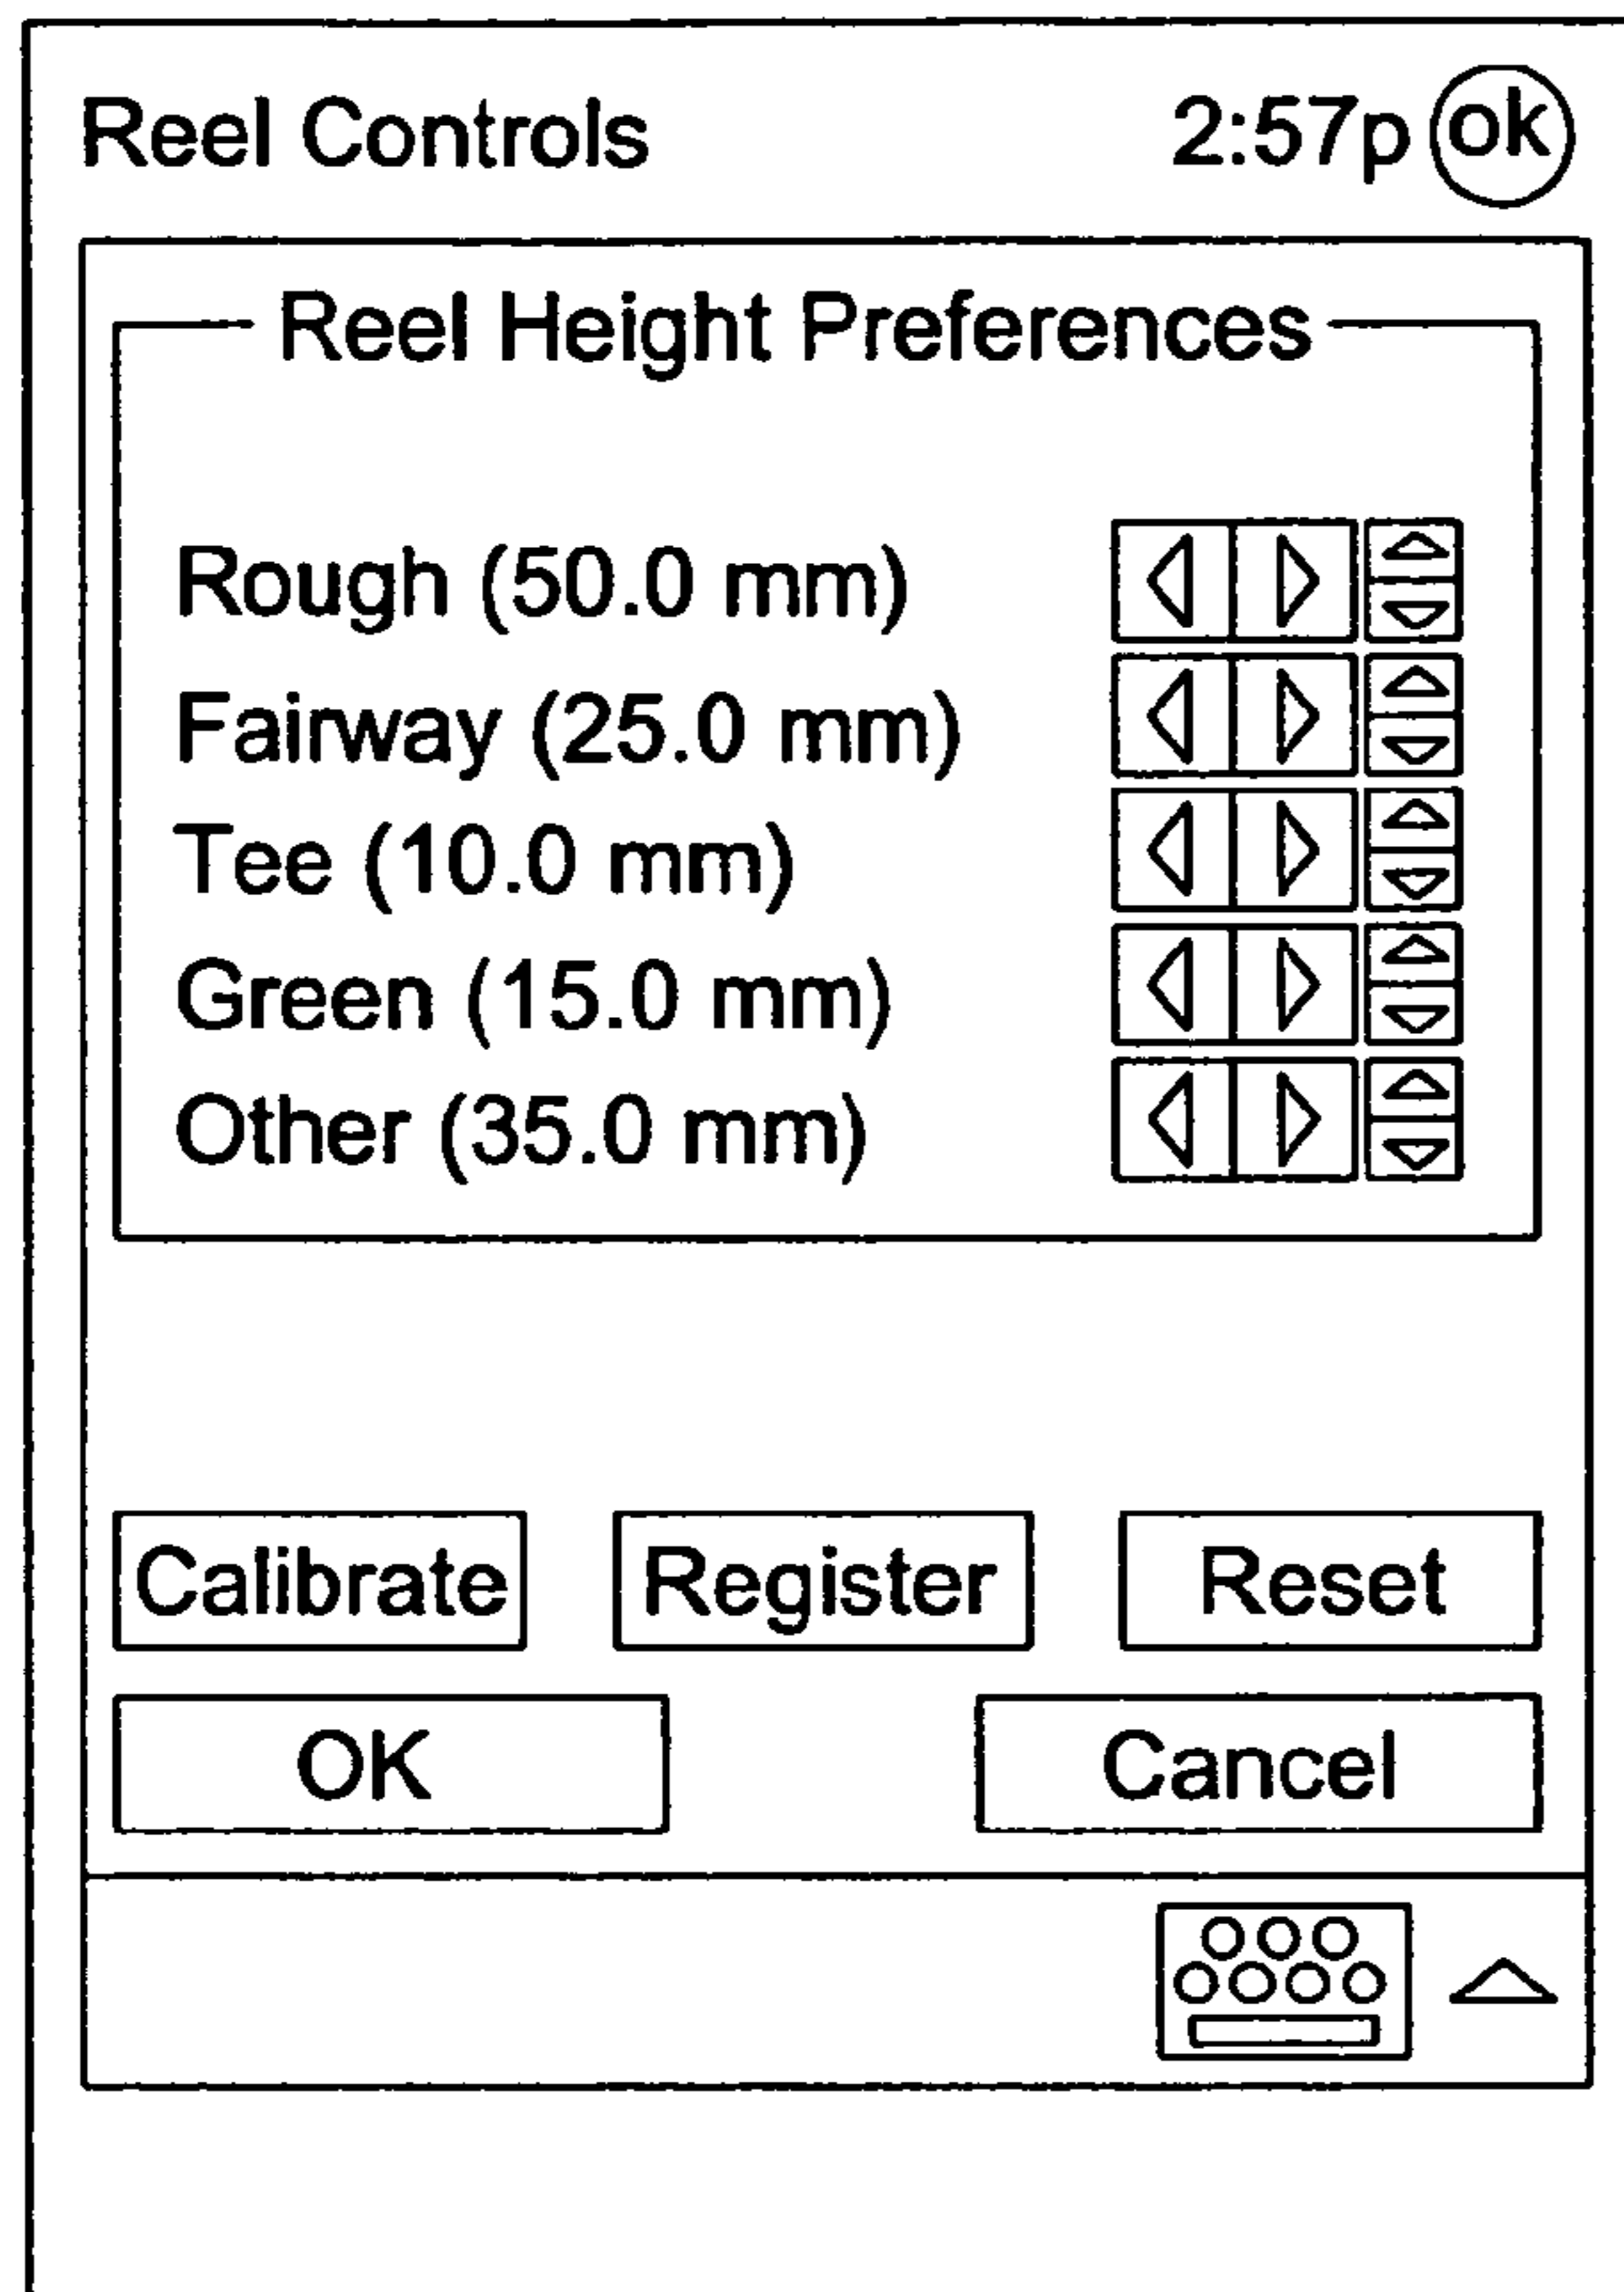 Reel Controls 2:57p ok
Reel Height Preferences
Rough (50.0 mm)
Fairway (25.0 mm)
Tee (10.0 mm)
Green (15.0 mm)
Other (35.0 mm)
Calibrate Register Reset
OK Cancel